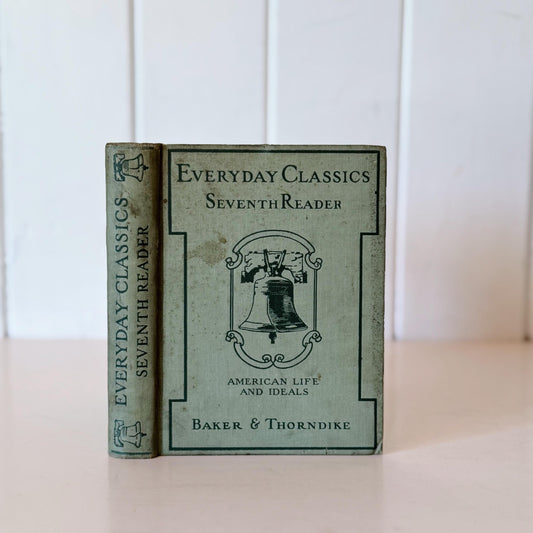 EVERYDAY CLASSICS
SEVENTH READER
EVERYDAY CLASSICS
SEVENTH READER
AMERICAN LIFE
AND IDEALS
BAKER & THORNDIKE